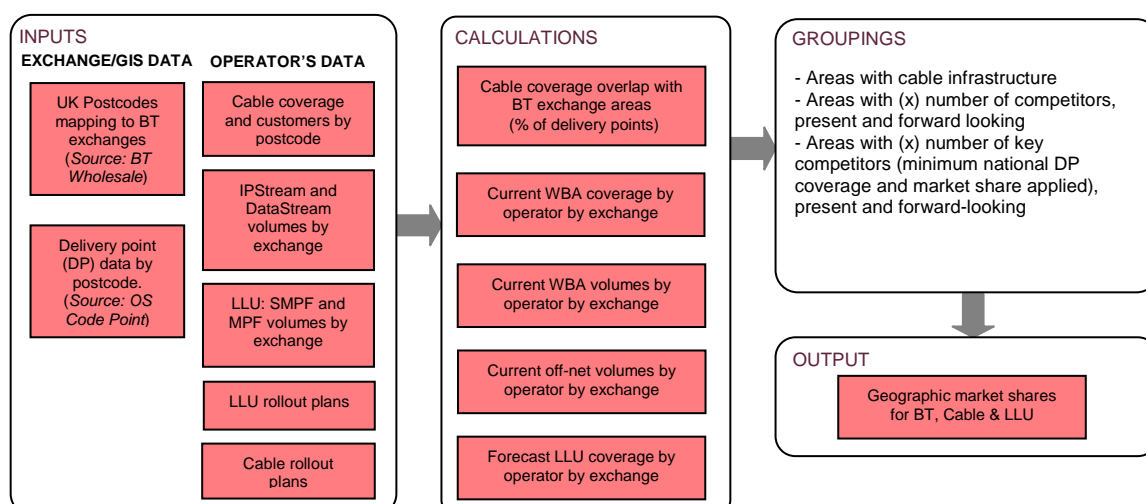 INPUTS
EXCHANGE/GIS DATA
UK Postcodes
mapping to BT
exchanges
(Source: BT
Wholesale)
Delivery point
(DP) data by
postcode.
(Source: OS
Code Point)
OPERATOR'S DATA
Cable coverage
and customers by
postcode
IPStream and
DataStream
volumes by
exchange
LLU: SMPF and
MPF volumes by
exchange
LLU rollout plans
Cable rollout
plans
CALCULATIONS
Cable coverage overlap with
BT exchange areas
(% of delivery points)
Current WBA coverage by
operator by exchange
Current WBA volumes by
operator by exchange
Current off-net volumes by
operator by exchange
Forecast LLU coverage by
operator by exchange
GROUPINGS
- Areas with cable infrastructure
- Areas with (x) number of competitors,
present and forward looking
- Areas with (x) number of key
competitors (minimum national DP
coverage and market share applied),
present and forward-looking
OUTPUT
Geographic market shares
for BT, Cable & LLU